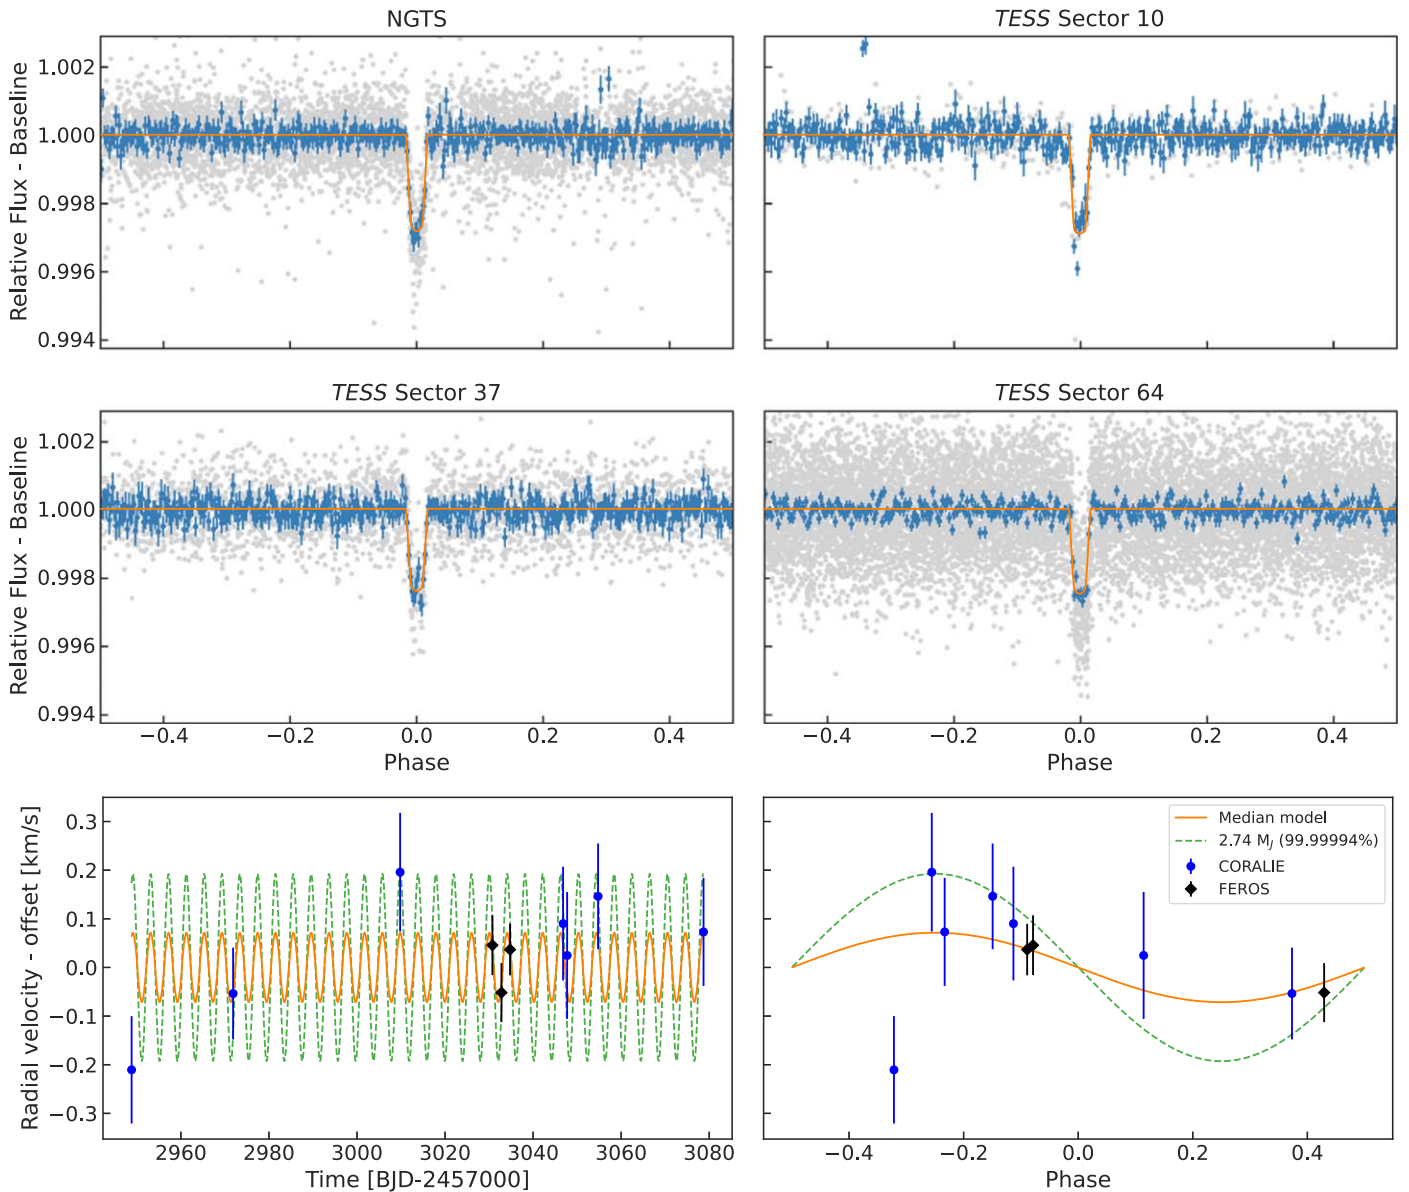 NGTS
TESS Sector 10
Relative Flux - Baseline
1.002
1.000
0.998
0.996
0.994
TESS Sector 37
TESS Sector 64
Relative Flux - Baseline
1.002
1.000
0.998
0.996
0.994
−0.4 −0.2 0.0 0.2 0.4
Phase
−0.4 −0.2 0.0 0.2 0.4
Phase
Radial velocity - offset [km/s]
0.3
0.2
0.1
0.0
−0.1
−0.2
−0.3
2960 2980 3000 3020 3040 3060 3080
Time [BJD-2457000]
Median model
2.74 MJ (99.99994%)
CORALIE
FEROS
−0.4 −0.2 0.0 0.2 0.4
Phase